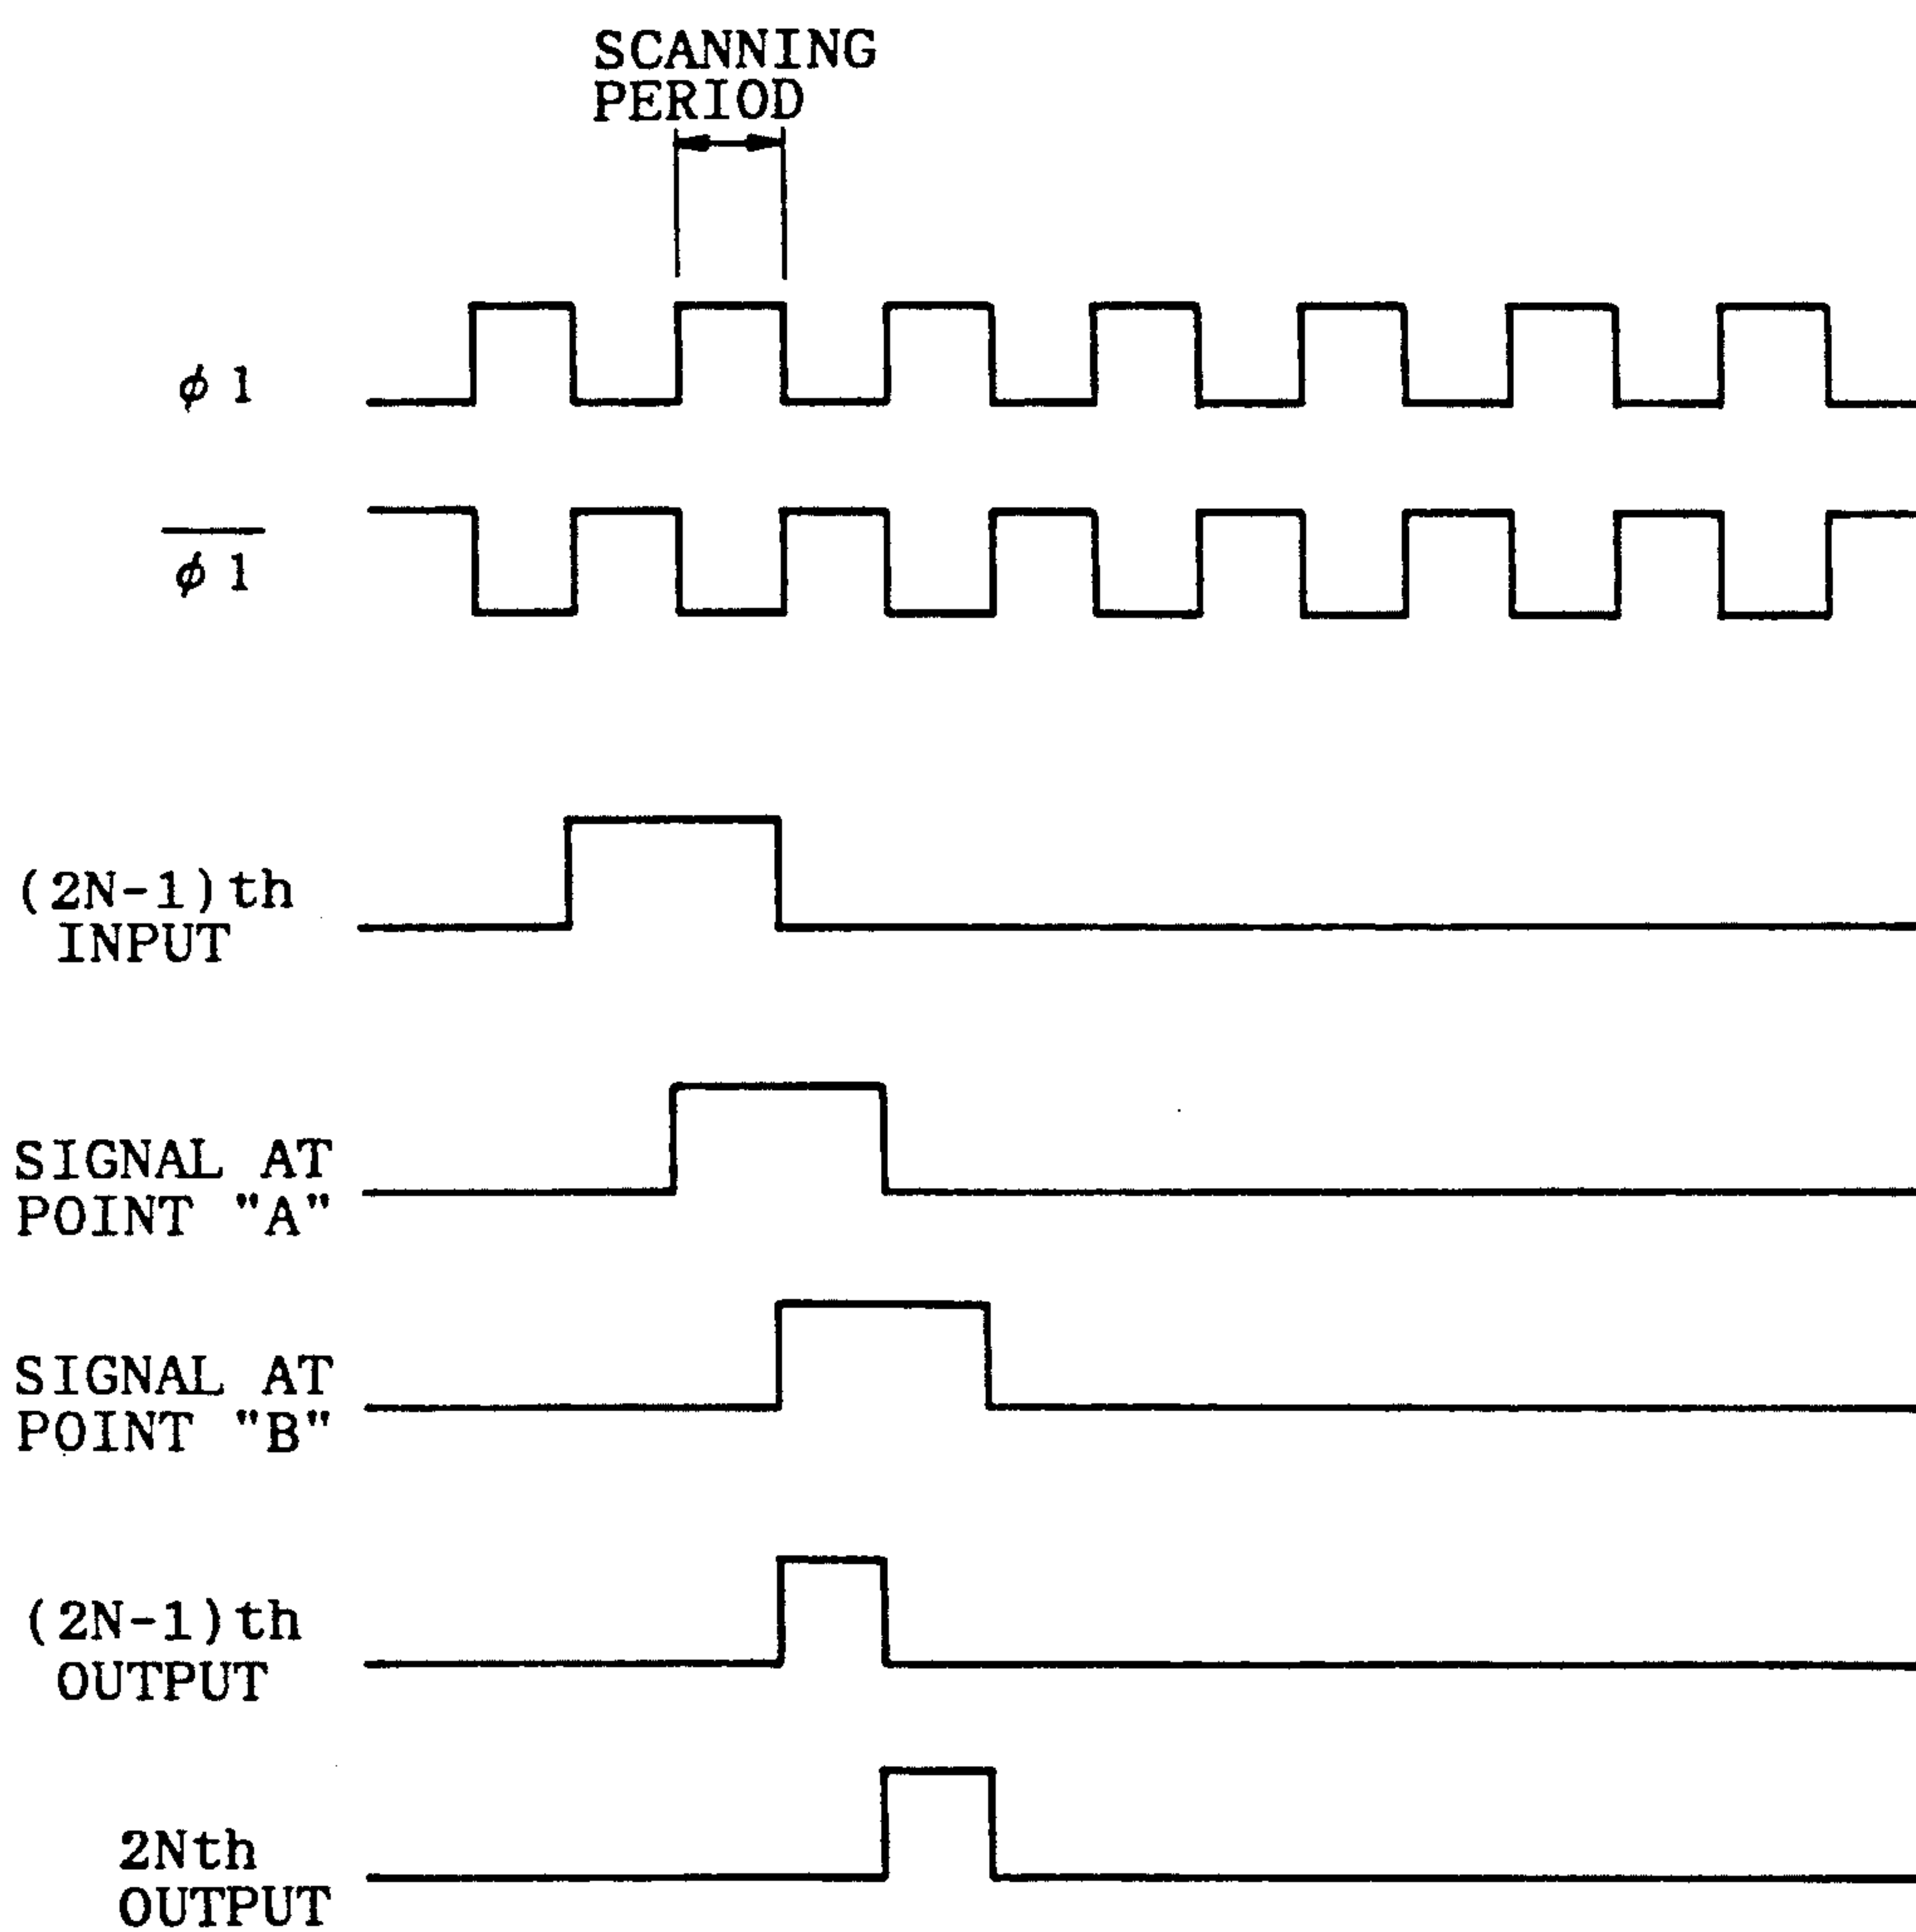 SCANNING
PERIOD
ϕ 1
ϕ̅ ̅1̅
(2N-1)th
INPUT
SIGNAL AT
POINT "A"
SIGNAL AT
POINT "B"
(2N-1)th
OUTPUT
2Nth
OUTPUT